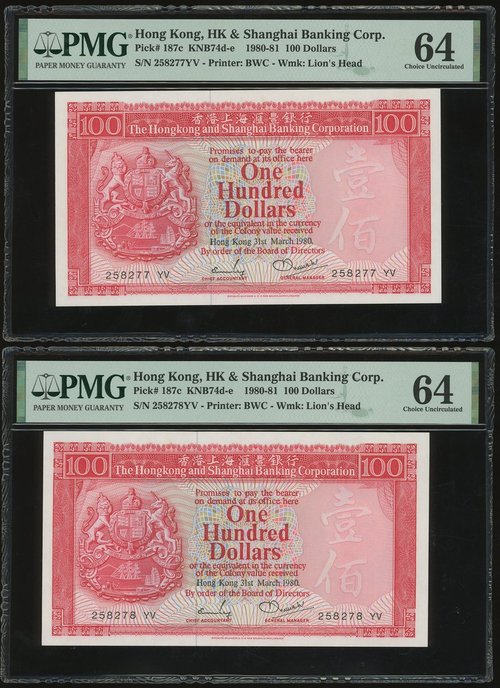 PMG
PAPER MONEY GUARANTY
Hong Kong, HK & Shanghai Banking Corp.
Pick# 187c KNB74d-e 1980-81 100 Dollars
S/N 258277YV - Printer: BWC - Wmk: Lion's Head
64
Choice Uncirculated
100
香港上海滙豐銀行
100
The Hongkong and Shanghai Banking Corporation
Promises to pay the bearer
on demand at its office here
One
Hundred
Dollars
or the equivalent in the currency
of the Colony value received
Hong Kong 31st March 1980.
By order of the Board of Directors
壹佰
258277 YV
CHIEF ACCOUNTANT
GENERAL MANAGER
258277 YV
PMG
PAPER MONEY GUARANTY
Hong Kong, HK & Shanghai Banking Corp.
Pick# 187c KNB74d-e 1980-81 100 Dollars
S/N 258278YV - Printer: BWC - Wmk: Lion's Head
64
Choice Uncirculated
100
香港上海滙豐銀行
100
The Hongkong and Shanghai Banking Corporation
Promises to pay the bearer
on demand at its office here
One
Hundred
Dollars
or the equivalent in the currency
of the Colony value received
Hong Kong 31st March 1980.
By order of the Board of Directors
壹佰
258278 YV
CHIEF ACCOUNTANT
GENERAL MANAGER
258278 YV